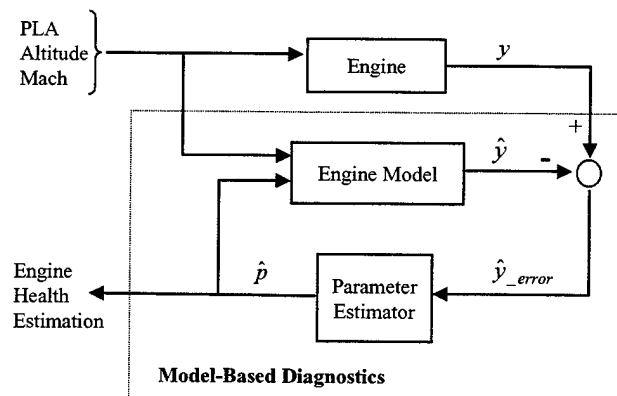 PLA
Altitude
Mach
Engine
y
+
Engine Model
ŷ
-
Engine
Health
Estimation
p̂
Parameter
Estimator
ŷ_error
Model-Based Diagnostics